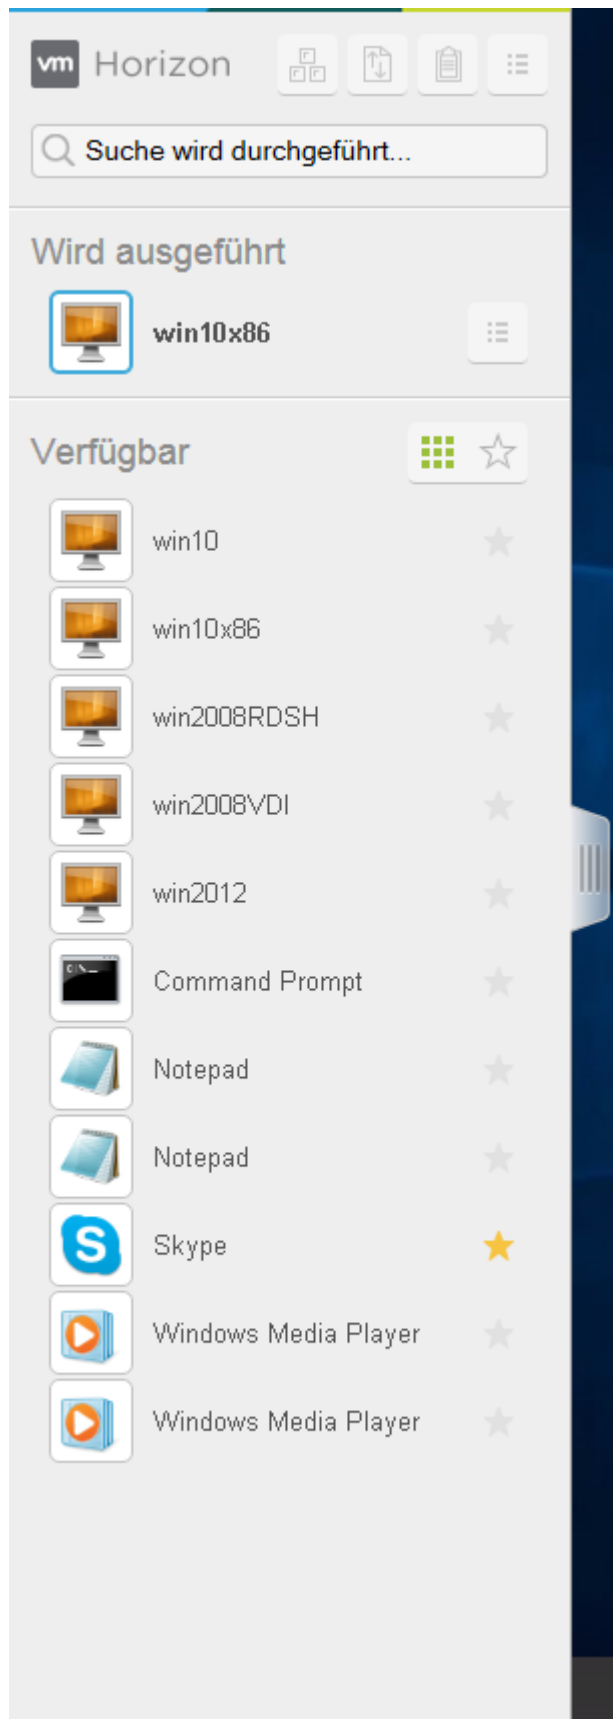 vm Horizon
Suche wird durchgeführt...
Wird ausgeführt
win10x86
Verfügbar
win10
win10x86
win2008RDSH
win2008VDI
win2012
C:\_
Command Prompt
Notepad
Notepad
S Skype
Windows Media Player
Windows Media Player